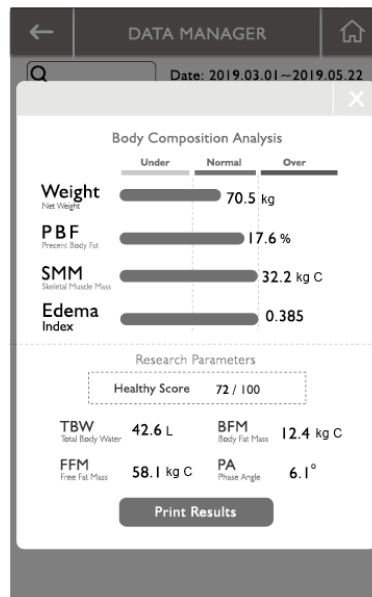 DATA MANAGER
Date: 2019.03.01~2019.05.22
Body Composition Analysis
Under Normal Over
Weight 70.5 kg
Net Weight
PBF 17.6 %
Precent Body Fat
SMM 32.2 kg C
Skeletal Muscle Mass
Edema 0.385
Index
Research Parameters
Healthy Score 72 / 100
TBW 42.6 L BFM 12.4 kg C
Total Body Water Body Fat Mass
FFM 58.1 kg C PA 6.1°
Free Fat Mass Phase Angle
Print Results